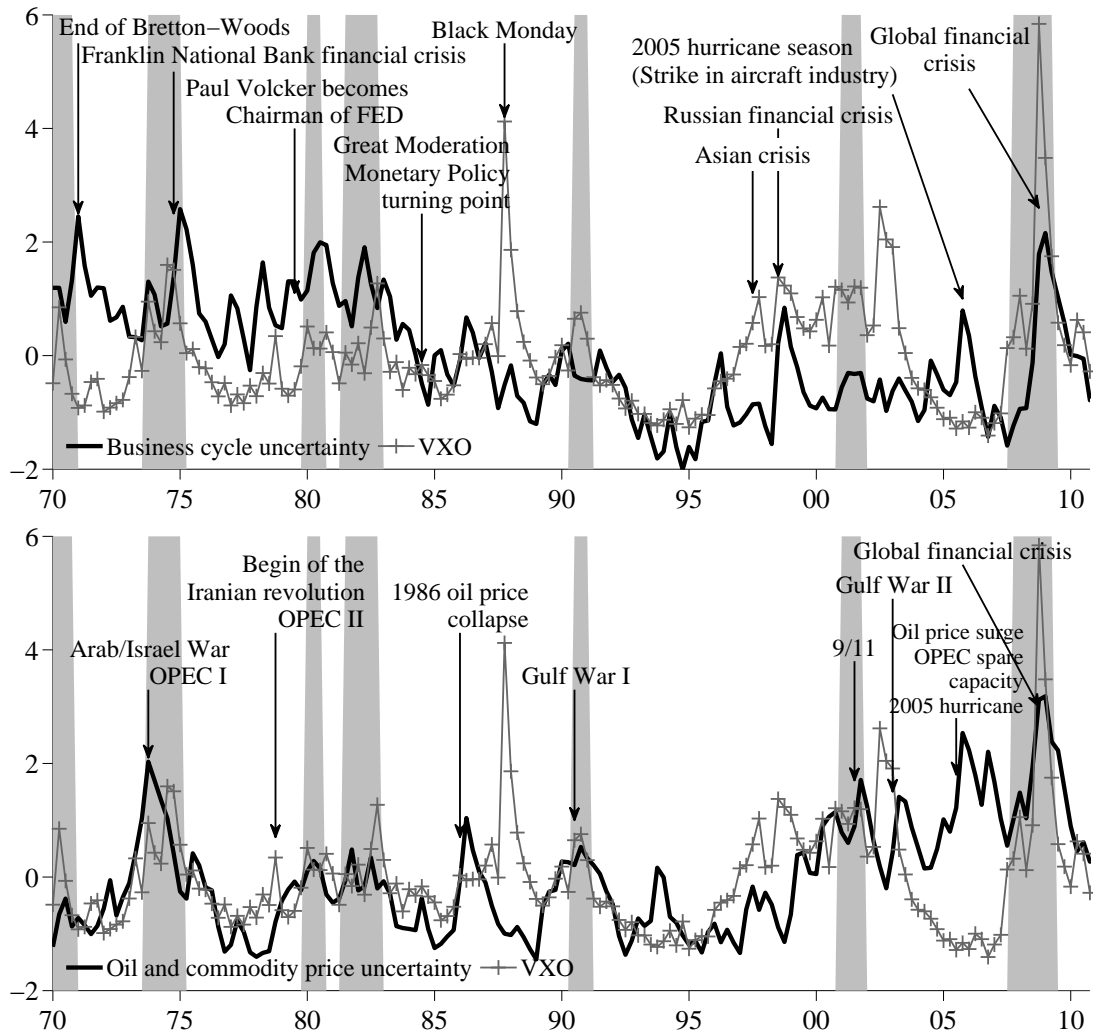 6
End of Bretton−Woods
Franklin National Bank financial crisis
Paul Volcker becomes
Chairman of FED
Great Moderation
Monetary Policy
turning point
Black Monday
2005 hurricane season
(Strike in aircraft industry)
Russian financial crisis
Asian crisis
Global financial
crisis
4
2
0
−2
Business cycle uncertainty
VXO
70 75 80 85 90 95 00 05 10
6
Begin of the
Iranian revolution
OPEC II
1986 oil price
collapse
Arab/Israel War
OPEC I
Gulf War I
Global financial crisis
Gulf War II
9/11
Oil price surge
OPEC spare
capacity
2005 hurricane
4
2
0
−2
Oil and commodity price uncertainty
VXO
70 75 80 85 90 95 00 05 10